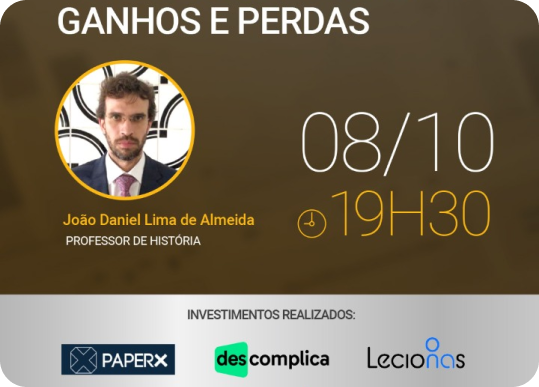 GANHOS E PERDAS
João Daniel Lima de Almeida
PROFESSOR DE HISTÓRIA
08/10
19H30
INVESTIMENTOS REALIZADOS:
PAPERX
descomplica
Lecionas